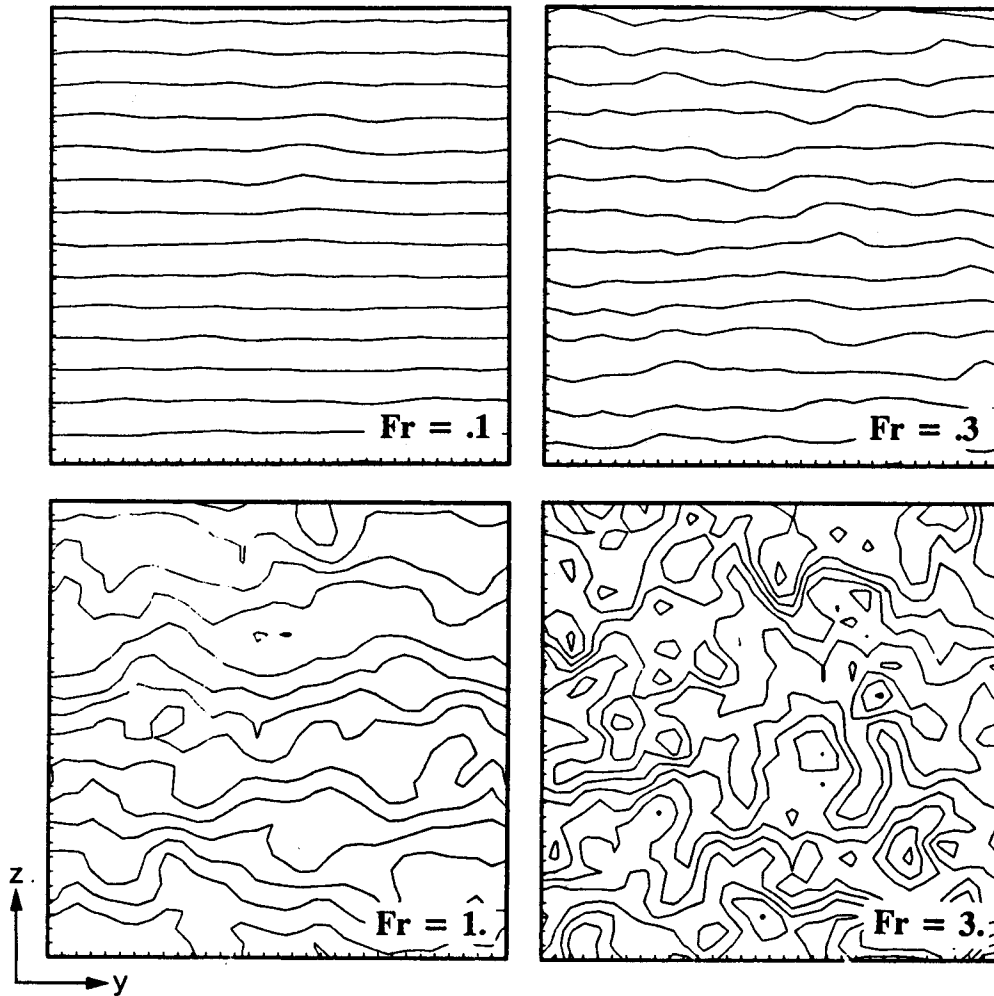 Fr = .1
Fr = .3
Fr = 1.
Fr = 3.
z
y